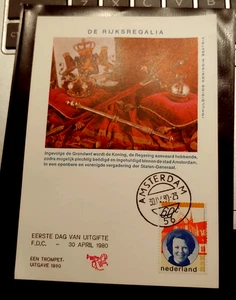 DE RIJKSREGALIA
Ingevolge de Grondwet wordt de Koning, de Regering aanvaard hebbende,
zodra mogelijk plechtig beëdigd en ingehuldigd binnen de stad Amsterdam,
in een openbare en verenigde vergadering der Staten-Generaal.
AMSTERDAM
56
EERSTE DAG VAN UITGIFTE
F.D.C. - 30 APRIL 1980
EEN TROMPET-
UITGAVE 1980
nederland